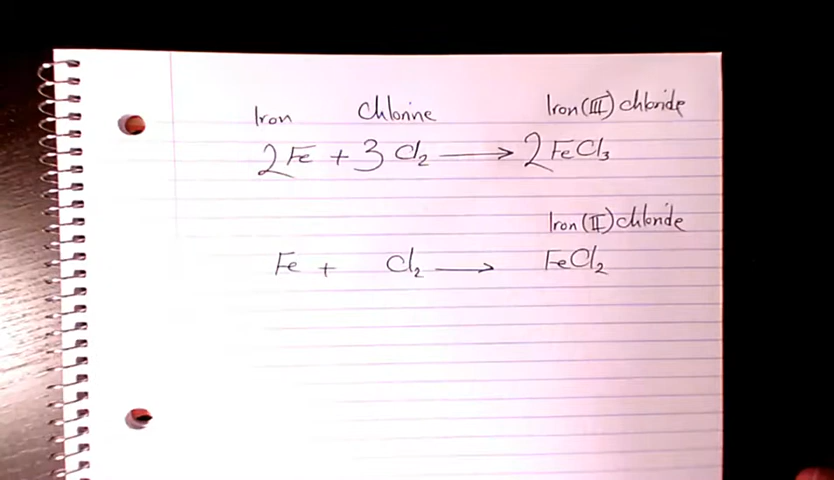 Iron Chlorine Iron(III) chloride
2Fe + 3Cl₂ → 2FeCl₃
Iron(II) chloride
Fe + Cl₂ → FeCl₂